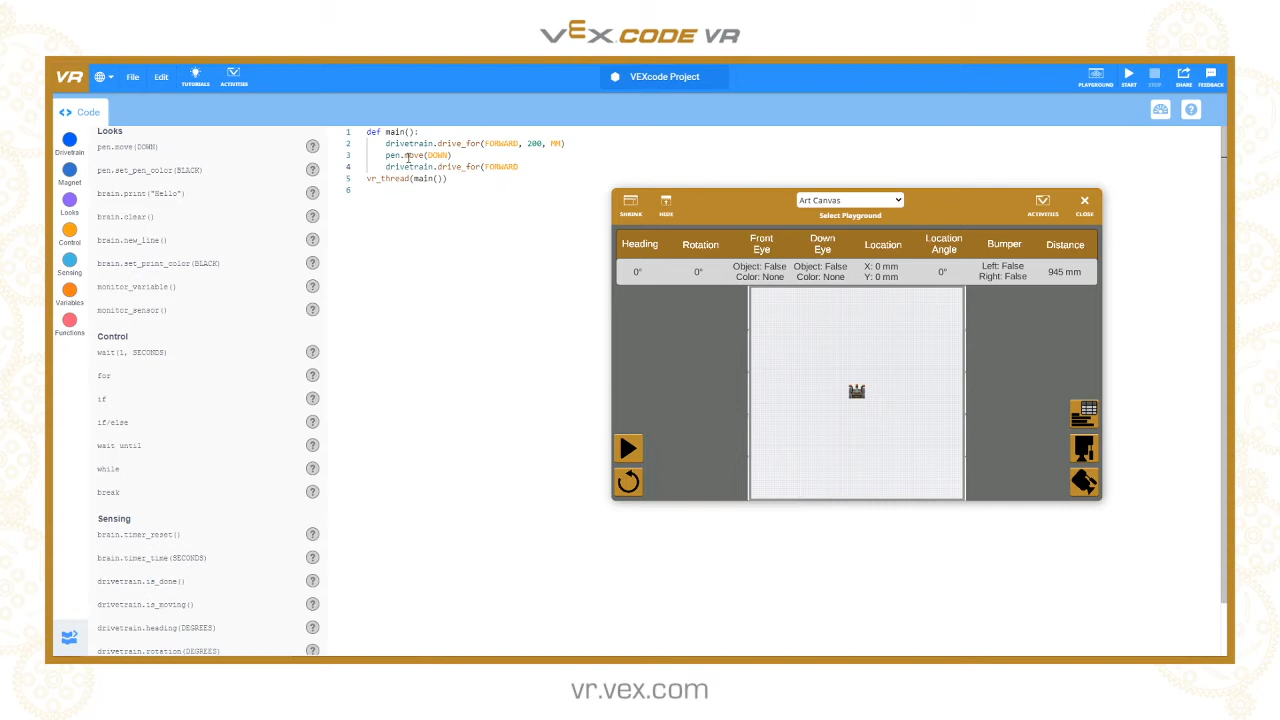 VEX CODE VR
VR
File
Edit
TUTORIALS
ACTIVITIES
VEXcode Project
PLAYGROUND
START
STOP
SHARE
FEEDBACK
<> Code
Drivetrain
Magnet
Looks
Control
Sensing
Variables
Functions
Looks
pen.move(DOWN)
?
pen.set_pen_color(BLACK)
?
brain.print("Hello")
?
brain.clear()
?
brain.new_line()
?
brain.set_print_color(BLACK)
?
monitor_variable()
?
monitor_sensor()
?
Control
wait(1, SECONDS)
?
for
?
if
?
if/else
?
wait until
?
while
?
break
?
Sensing
brain.timer_reset()
?
brain.timer_time(SECONDS)
?
drivetrain.is_done()
?
drivetrain.is_moving()
?
drivetrain.heading(DEGREES)
?
drivetrain.rotation(DEGREES)
?
?
1 def main():
2 drivetrain.drive_for(FORWARD, 200, MM)
3 pen.move(DOWN)
4 drivetrain.drive_for(FORWARD
5 vr_thread(main())
6
SHRINK
HIDE
Art Canvas
Select Playground
ACTIVITIES
CLOSE
Heading
Rotation
Front Eye
Down Eye
Location
Location Angle
Bumper
Distance
0°
0°
Object: False
Color: None
Object: False
Color: None
X: 0 mm
Y: 0 mm
0°
Left: False
Right: False
945 mm
vr.vex.com